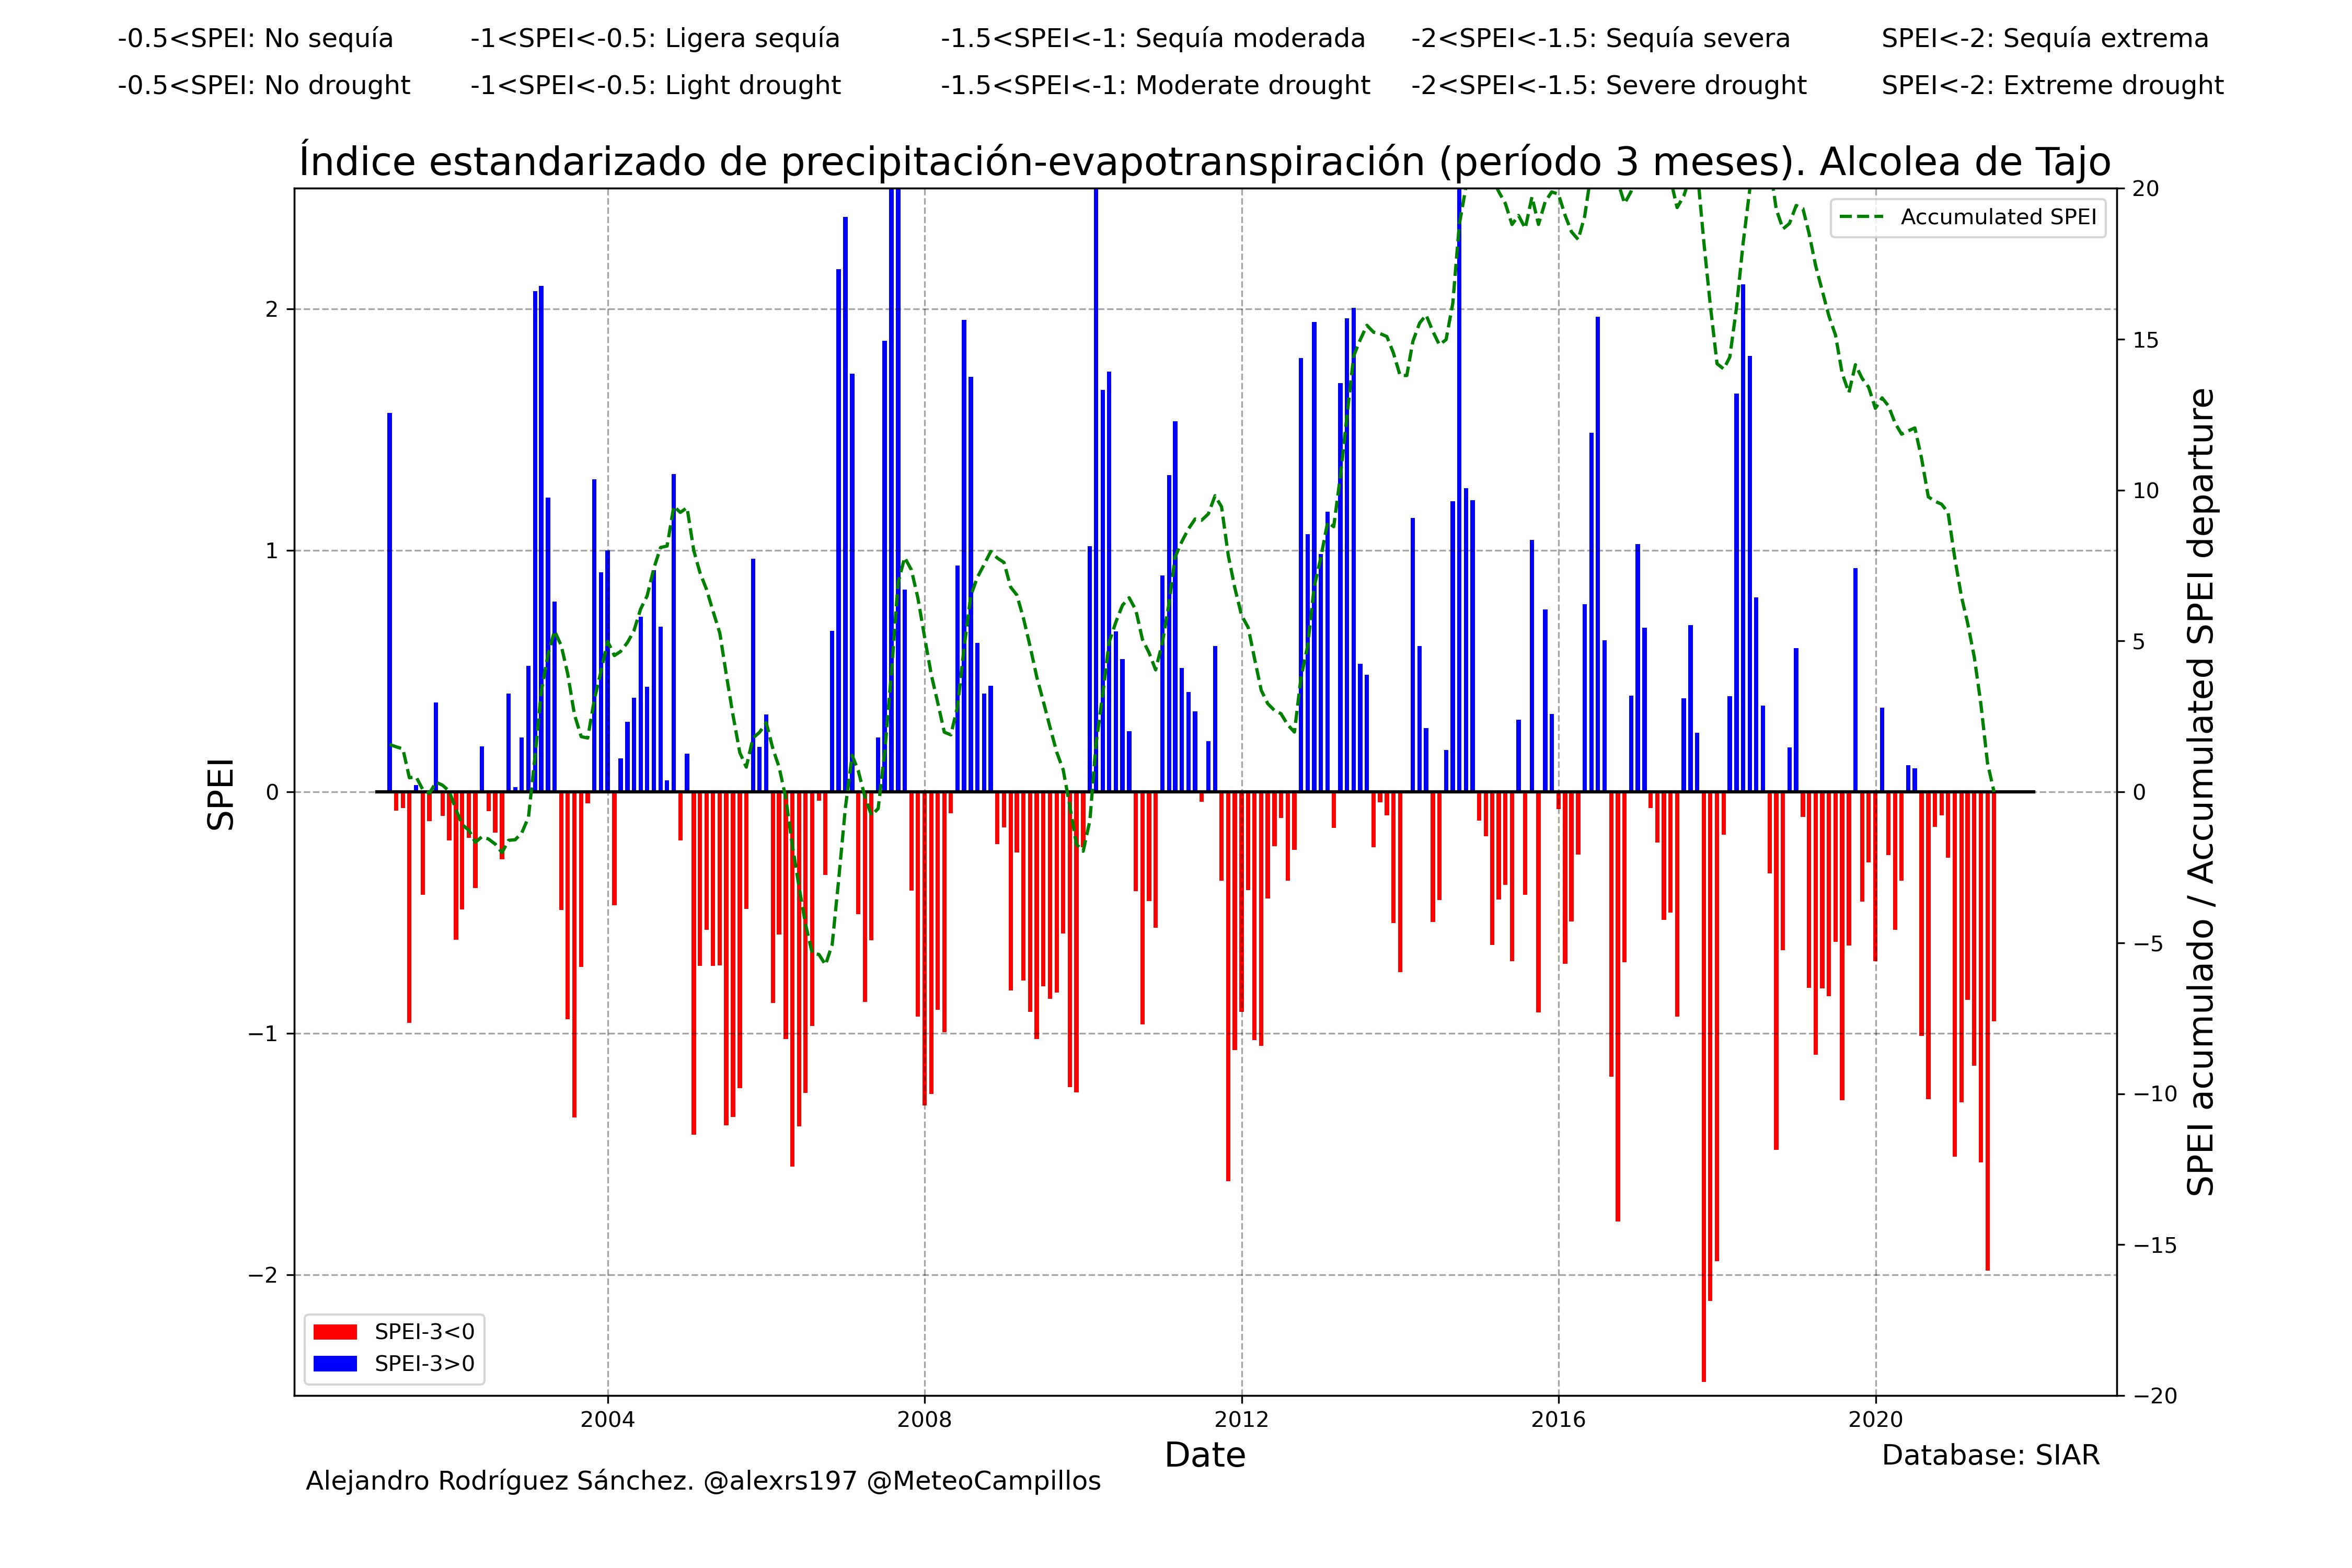 -0.5<SPEI: No sequía -1<SPEI<-0.5: Ligera sequía -1.5<SPEI<-1: Sequía moderada -2<SPEI<-1.5: Sequía severa SPEI<-2: Sequía extrema
-0.5<SPEI: No drought -1<SPEI<-0.5: Light drought -1.5<SPEI<-1: Moderate drought -2<SPEI<-1.5: Severe drought SPEI<-2: Extreme drought
Índice estandarizado de precipitación-evapotranspiración (período 3 meses). Alcolea de Tajo
Accumulated SPEI
SPEI
2
1
0
−1
−2
20
15
10
5
0
−5
−10
−15
−20
SPEI acumulado / Accumulated SPEI departure
SPEI-3<0
SPEI-3>0
2004 2008 2012 2016 2020
Date
Database: SIAR
Alejandro Rodríguez Sánchez. @alexrs197 @MeteoCampillos